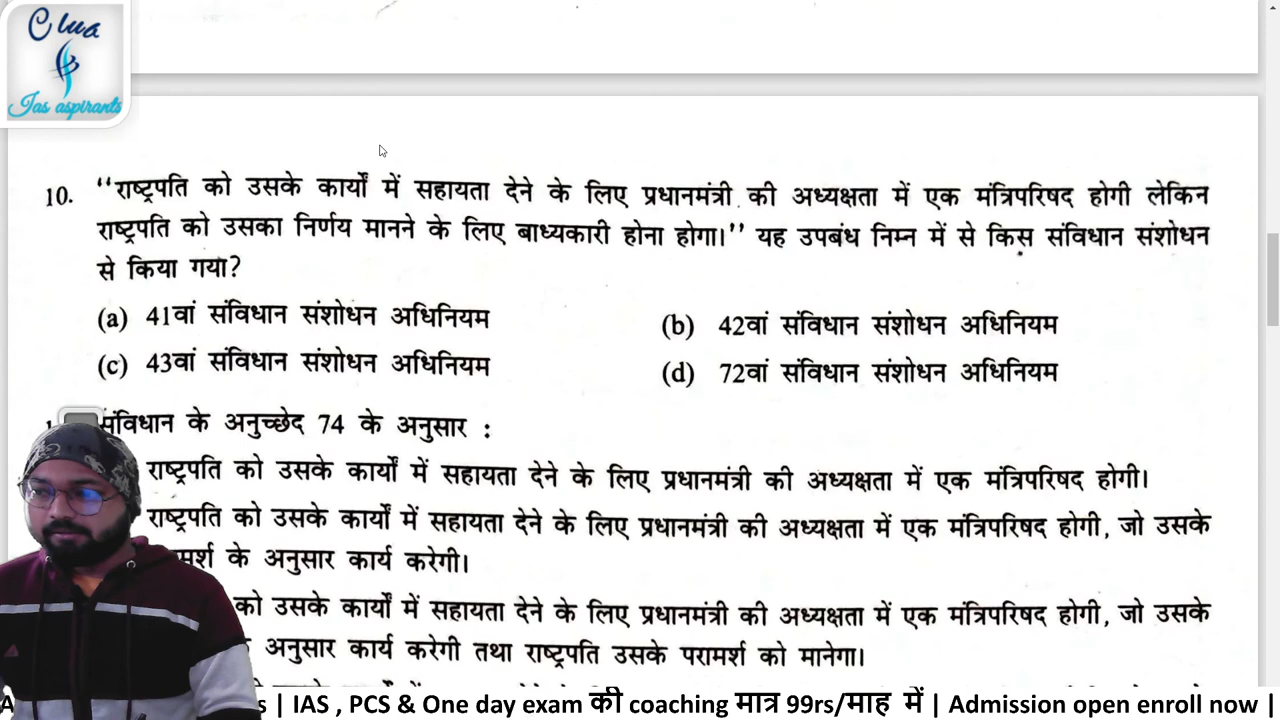 Clua
Ias aspirants
10. “राष्ट्रपति को उसके कार्यों में सहायता देने के लिए प्रधानमंत्री की अध्यक्षता में एक मंत्रिपरिषद होगी लेकिन
राष्ट्रपति को उसका निर्णय मानने के लिए बाध्यकारी होना होगा।” यह उपबंध निम्न में से किस संविधान संशोधन
से किया गया?
(a) 41वां संविधान संशोधन अधिनियम (b) 42वां संविधान संशोधन अधिनियम
(c) 43वां संविधान संशोधन अधिनियम (d) 72वां संविधान संशोधन अधिनियम
संविधान के अनुच्छेद 74 के अनुसार :
राष्ट्रपति को उसके कार्यों में सहायता देने के लिए प्रधानमंत्री की अध्यक्षता में एक मंत्रिपरिषद होगी।
राष्ट्रपति को उसके कार्यों में सहायता देने के लिए प्रधानमंत्री की अध्यक्षता में एक मंत्रिपरिषद होगी, जो उसके
के अनुसार कार्य करेगी।
को उसके कार्यों में सहायता देने के लिए प्रधानमंत्री की अध्यक्षता में एक मंत्रिपरिषद होगी, जो उसके
अनुसार कार्य करेगी तथा राष्ट्रपति उसके परामर्श को मानेगा।
| IAS , PCS & One day exam की coaching मात्र 99rs/माह में | Admission open enroll now |